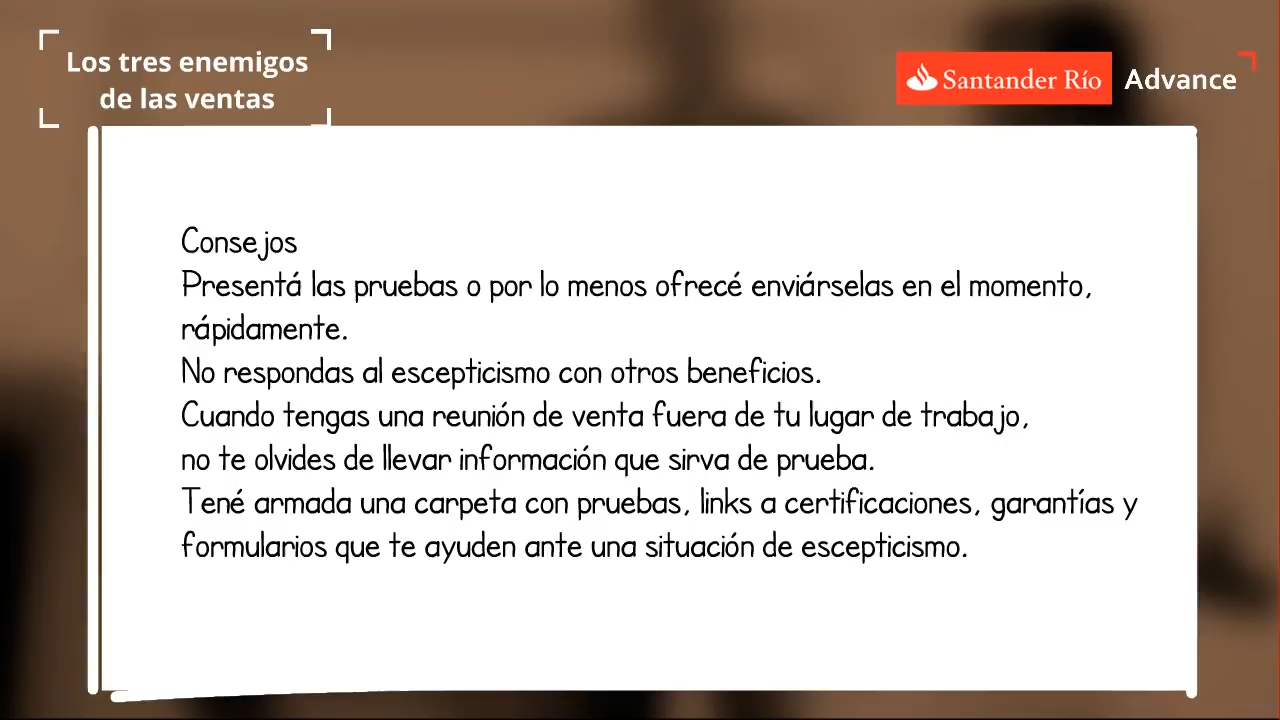 Los tres enemigos
de las ventas
Santander Río Advance
Consejos
Presentá las pruebas o por lo menos ofrecé enviárselas en el momento,
rápidamente.
No respondas al escepticismo con otros beneficios.
Cuando tengas una reunión de venta fuera de tu lugar de trabajo,
no te olvides de llevar información que sirva de prueba.
Tené armada una carpeta con pruebas, links a certificaciones, garantías y
formularios que te ayuden ante una situación de escepticismo.